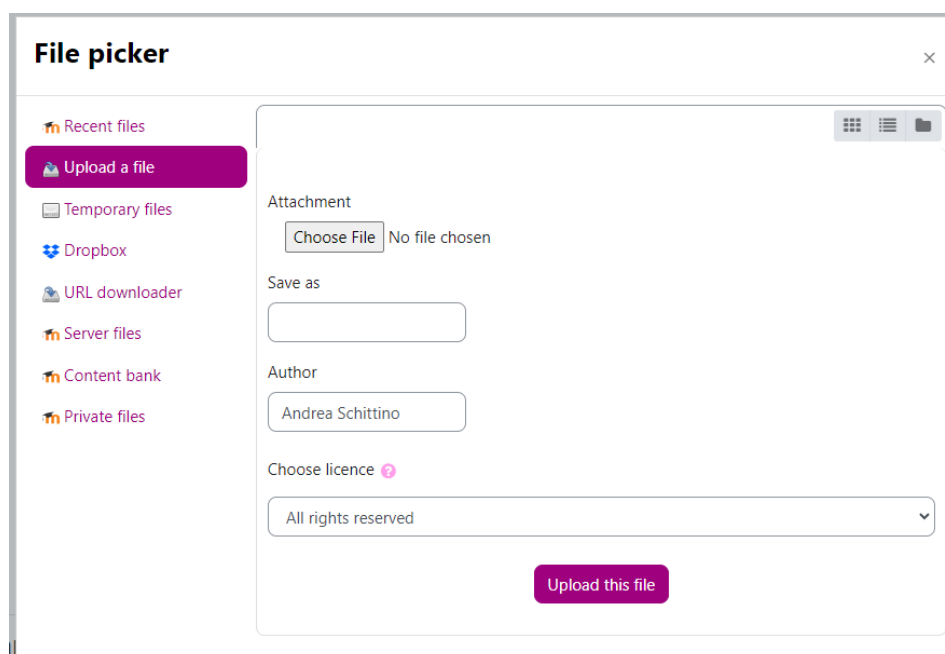 File picker
×
Recent files
Upload a file
Temporary files
Dropbox
URL downloader
Server files
Content bank
Private files
Attachment
Choose File No file chosen
Save as
Author
Andrea Schittino
Choose licence ?
All rights reserved
Upload this file